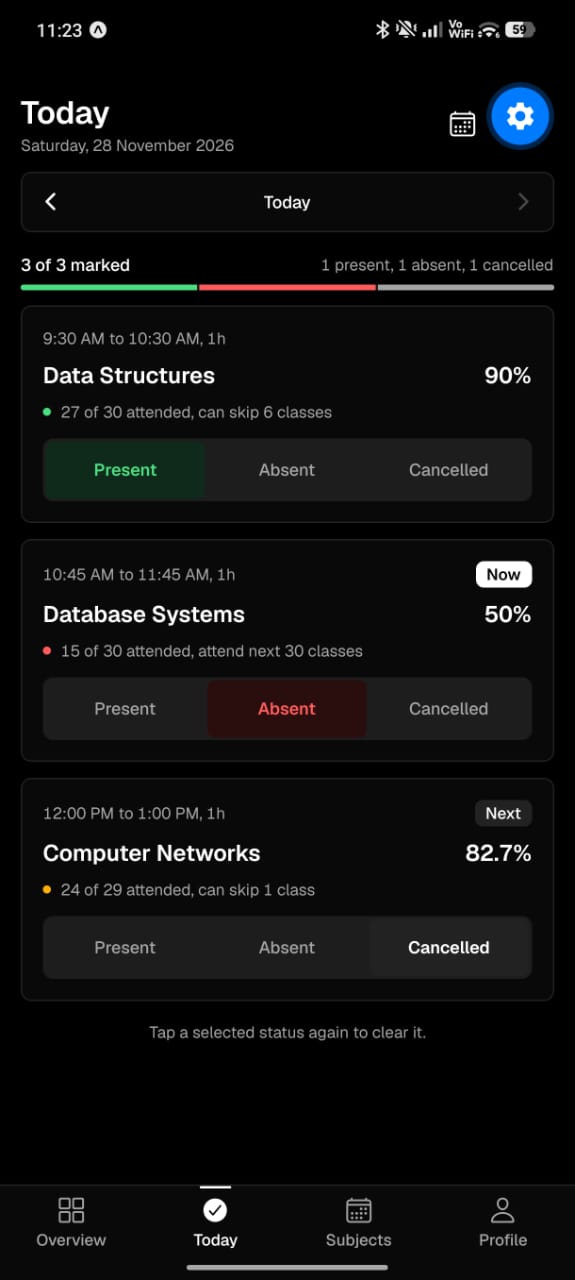 11:23
Vo
WiFi
59
Today
Saturday, 28 November 2026
Today
3 of 3 marked
1 present, 1 absent, 1 cancelled
9:30 AM to 10:30 AM, 1h
Data Structures
90%
27 of 30 attended, can skip 6 classes
Present
Absent
Cancelled
10:45 AM to 11:45 AM, 1h
Now
Database Systems
50%
15 of 30 attended, attend next 30 classes
Present
Absent
Cancelled
12:00 PM to 1:00 PM, 1h
Next
Computer Networks
82.7%
24 of 29 attended, can skip 1 class
Present
Absent
Cancelled
Tap a selected status again to clear it.
Overview
Today
Subjects
Profile